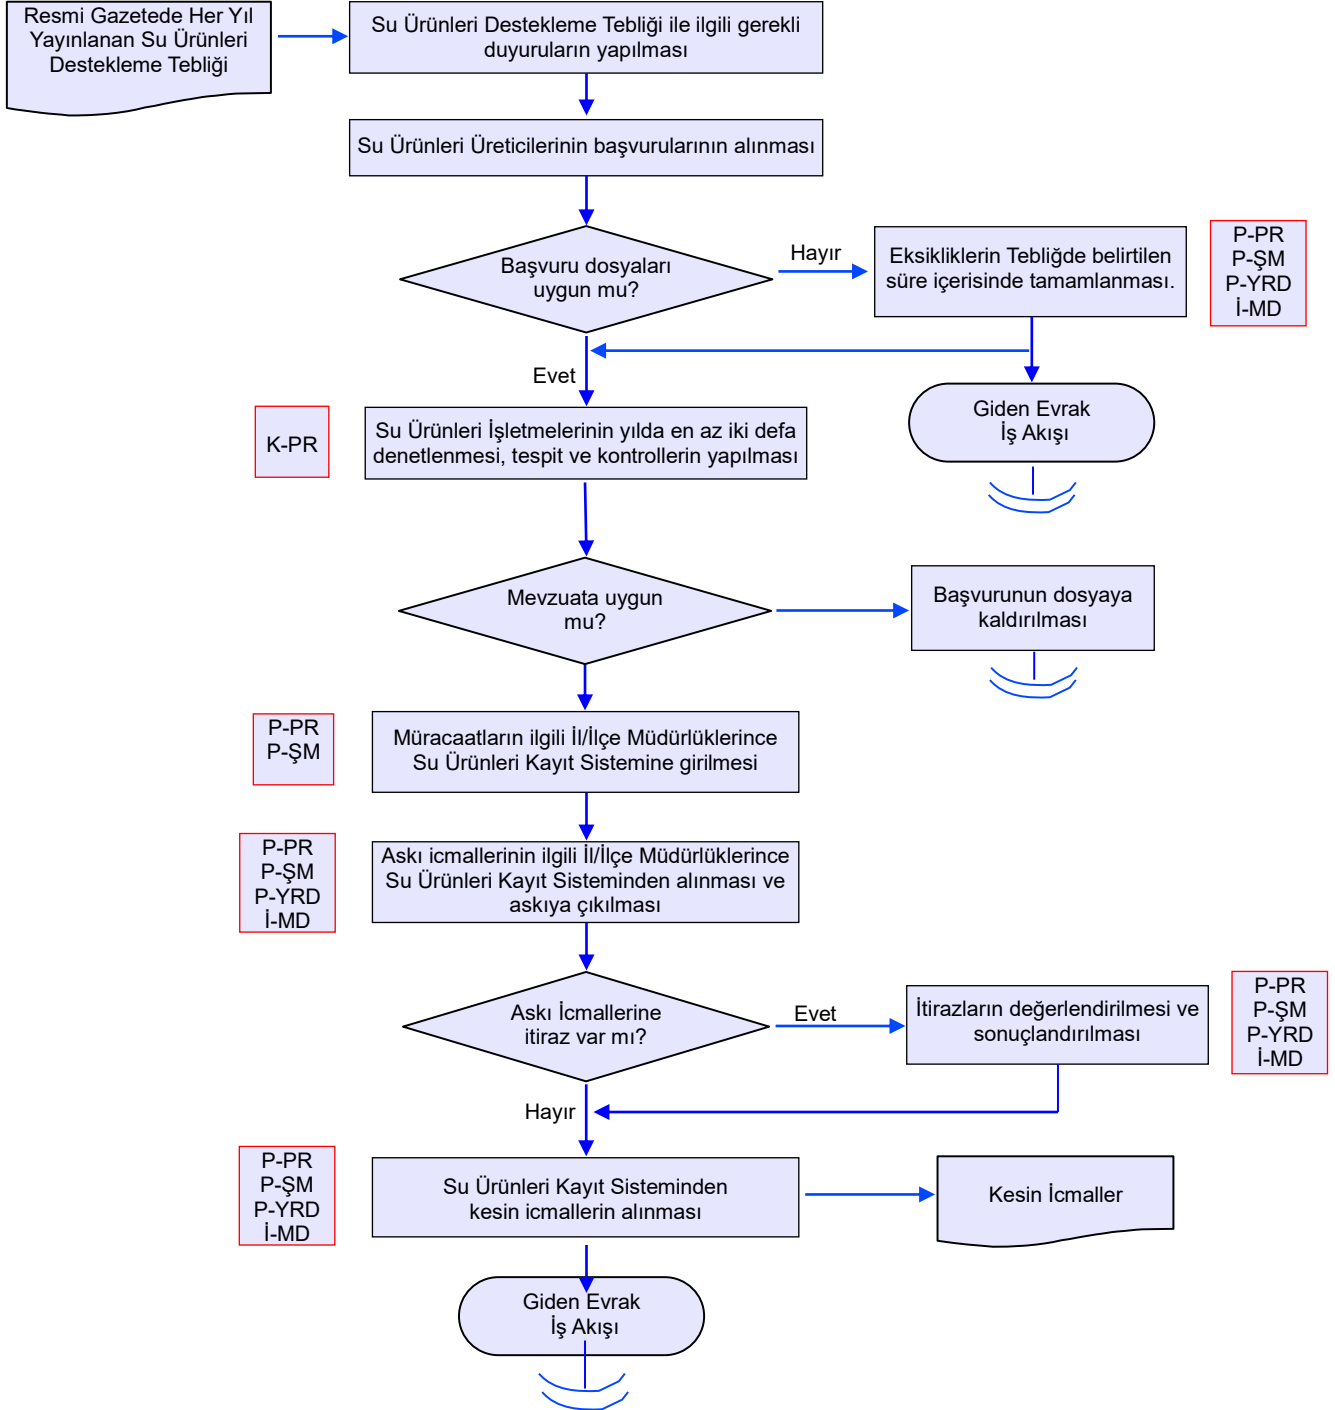 Resmi Gazetede Her Yıl
Yayınlanan Su Ürünleri
Destekleme Tebliği
Su Ürünleri Destekleme Tebliği ile ilgili gerekli
duyuruların yapılması
Su Ürünleri Üreticilerinin başvurularının alınması
Başvuru dosyaları
uygun mu?
Hayır
Eksikliklerin Tebliğde belirtilen
süre içerisinde tamamlanması.
P-PR
P-ŞM
P-YRD
İ-MD
Evet
Giden Evrak
İş Akışı
K-PR
Su Ürünleri İşletmelerinin yılda en az iki defa
denetlenmesi, tespit ve kontrollerin yapılması
Mevzuata uygun
mu?
Başvurunun dosyaya
kaldırılması
P-PR
P-ŞM
Müracaatların ilgili İl/İlçe Müdürlüklerince
Su Ürünleri Kayıt Sistemine girilmesi
P-PR
P-ŞM
P-YRD
İ-MD
Askı icmallerinin ilgili İl/İlçe Müdürlüklerince
Su Ürünleri Kayıt Sisteminden alınması ve
askıya çıkılması
Askı İcmallerine
itiraz var mı?
Evet
İtirazların değerlendirilmesi ve
sonuçlandırılması
P-PR
P-ŞM
P-YRD
İ-MD
Hayır
P-PR
P-ŞM
P-YRD
İ-MD
Su Ürünleri Kayıt Sisteminden
kesin icmallerin alınması
Kesin İcmaller
Giden Evrak
İş Akışı